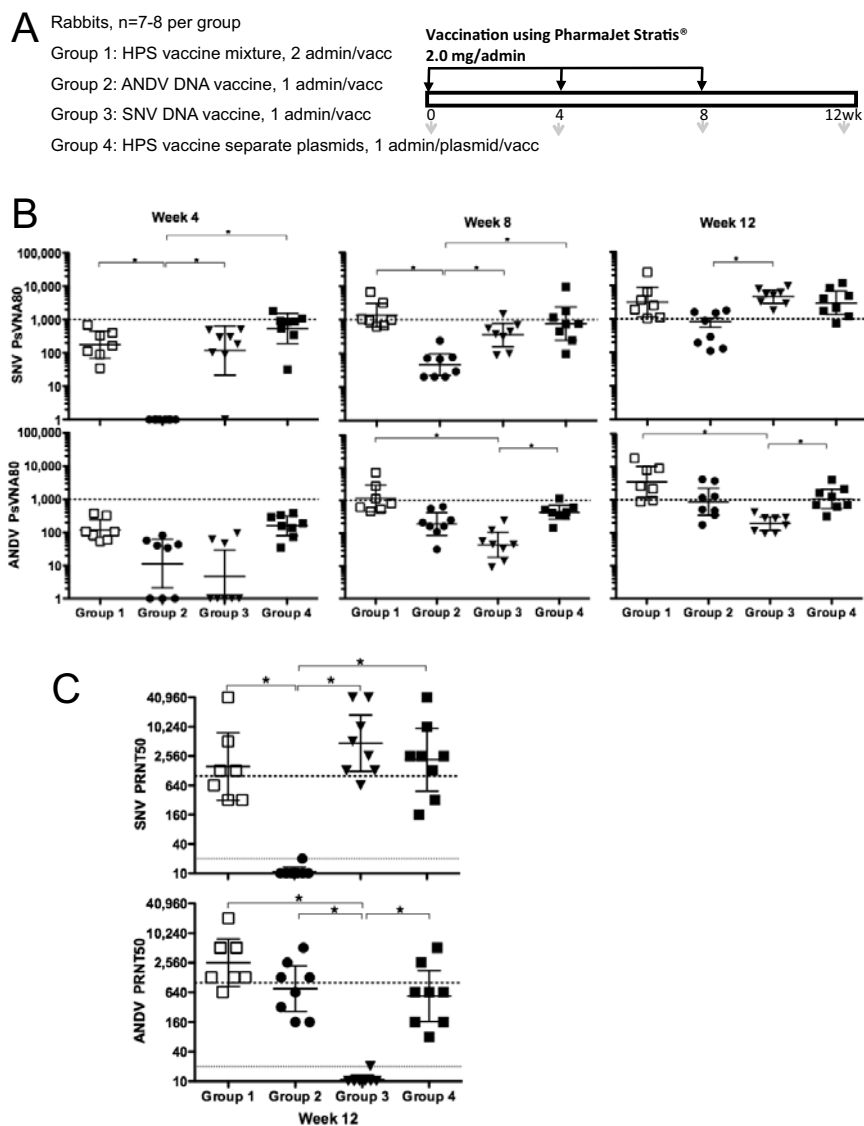 A
Rabbits, n=7-8 per group
Group 1: HPS vaccine mixture, 2 admin/vacc
Group 2: ANDV DNA vaccine, 1 admin/vacc
Group 3: SNV DNA vaccine, 1 admin/vacc
Group 4: HPS vaccine separate plasmids, 1 admin/plasmid/vacc
Vaccination using PharmaJet Stratis®
2.0 mg/admin
0 4 8 12wk
B
Week 4 Week 8 Week 12
* * * * * * *
SNV PsVNA80
100,000
10,000
1,000
100
10
1
* * * *
ANDV PsVNA80
100,000
10,000
1,000
100
10
1
Group 1 Group 2 Group 3 Group 4 Group 1 Group 2 Group 3 Group 4 Group 1 Group 2 Group 3 Group 4
C
* * *
SNV PRNT50
40,960
10,240
2,560
640
160
40
10
* * *
ANDV PRNT50
40,960
10,240
2,560
640
160
40
10
Group 1 Group 2 Group 3 Group 4
Week 12